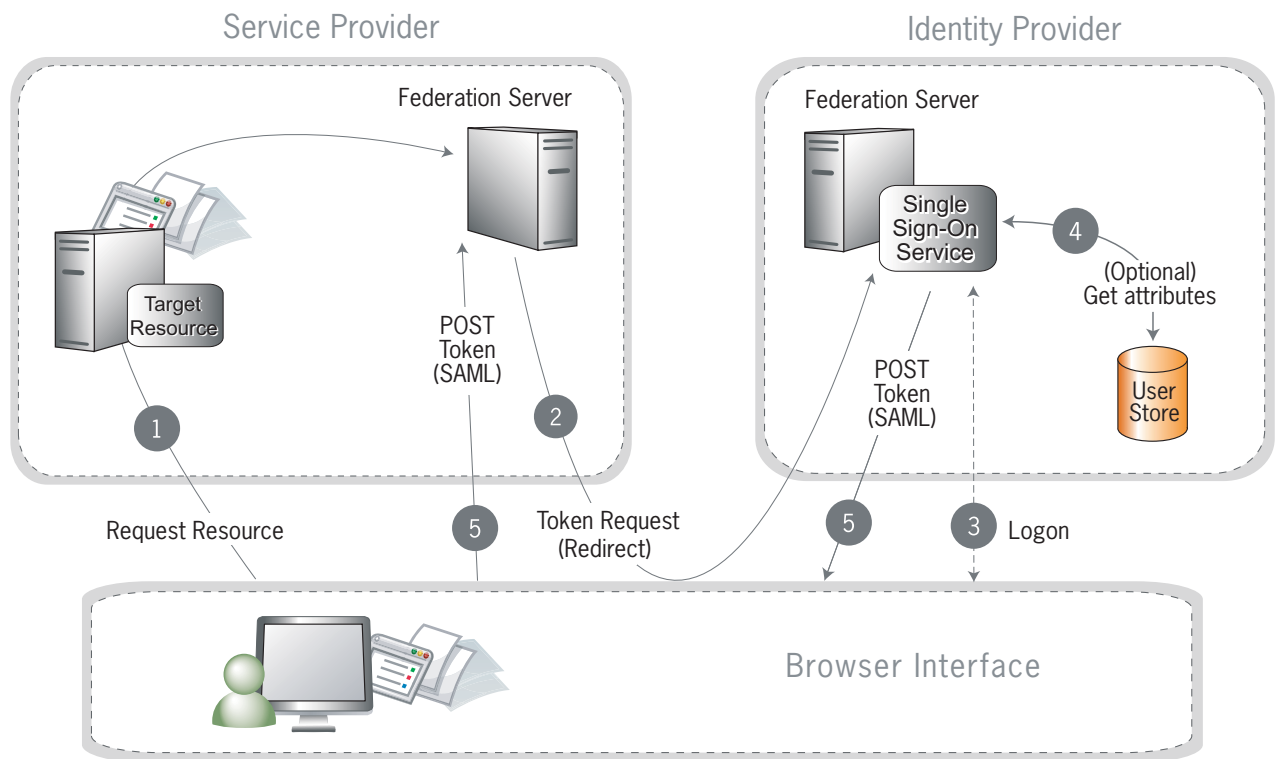 Service Provider
Identity Provider
Federation Server
Federation Server
Target
Resource
Single
Sign-On
Service
4
(Optional)
Get attributes
User
Store
POST
Token
(SAML)
POST
Token
(SAML)
1
2
Request Resource
5
Token Request
(Redirect)
5
3
Logon
Browser Interface